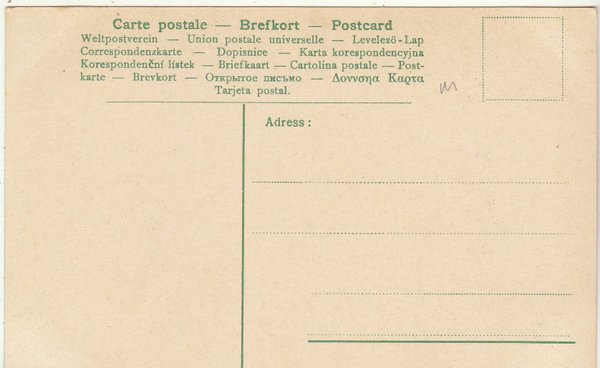 Carte postale — Brefkort — Postcard
Weltpostverein — Union postale universelle — Levelező-Lap
Correspondenzkarte — Dopisnice — Karta korespondencyjna
Korespondenční lístek — Briefkaart — Cartolina postale — Post-
karte — Brevkort — Открытое письмо — Δοννσηα Καρτα
Tarjeta postal.
Adress :